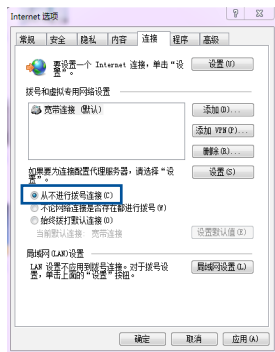 Internet 选项
常规 安全 隐私 内容 连接 程序 高级
要设置一个 Internet 连接，单击“设
置”。
设置(U)
拨号和虚拟专用网络设置
宽带连接 (默认)
添加(D)...
添加 VPN(P)...
删除(R)...
如果要为连接配置代理服务器，请选择“设
置”。
设置(S)
从不进行拨号连接(C)
不论网络连接是否存在都进行拨号(W)
始终拨打默认连接(O)
当前默认连接: 宽带连接
设置默认值(E)
局域网(LAN)设置
LAN 设置不应用到拨号连接。对于拨号设
置，单击上面的“设置”按钮。
局域网设置(L)
确定 取消 应用(A)